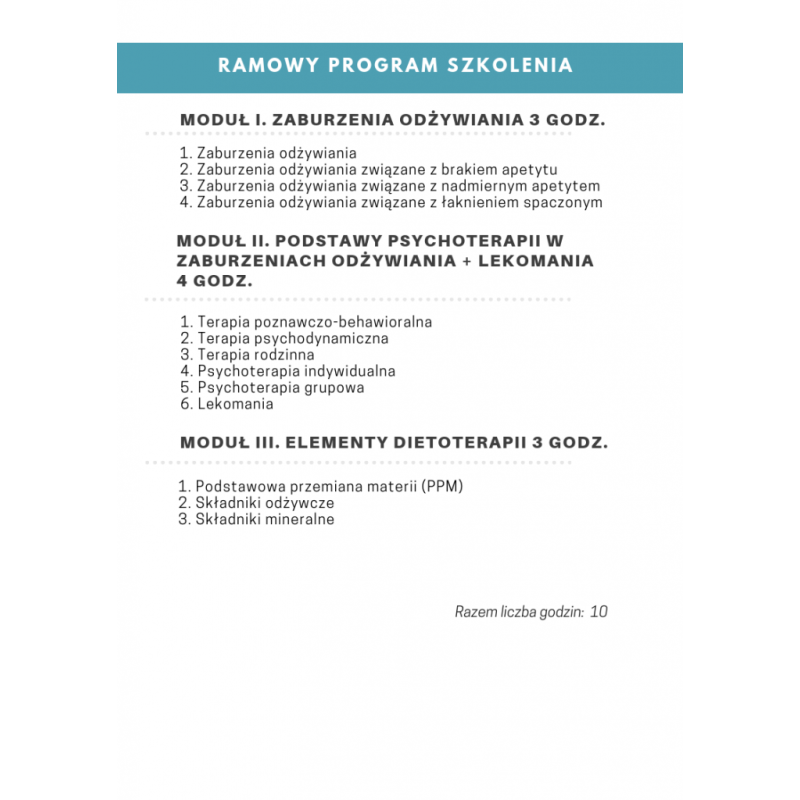 RAMOWY PROGRAM SZKOLENIA
MODUŁ I. ZABURZENIA ODŻYWIANIA 3 GODZ.
1. Zaburzenia odżywiania
2. Zaburzenia odżywiania związane z brakiem apetytu
3. Zaburzenia odżywiania związane z nadmiernym apetytem
4. Zaburzenia odżywiania związane z łaknieniem spaczonym
MODUŁ II. PODSTAWY PSYCHOTERAPII W
ZABURZENIACH ODŻYWIANIA + LEKOMANIA
4 GODZ.
1. Terapia poznawczo-behawioralna
2. Terapia psychodynamiczna
3. Terapia rodzinna
4. Psychoterapia indywidualna
5. Psychoterapia grupowa
6. Lekomania
MODUŁ III. ELEMENTY DIETOTERAPII 3 GODZ.
1. Podstawowa przemiana materii (PPM)
2. Składniki odżywcze
3. Składniki mineralne
Razem liczba godzin: 10